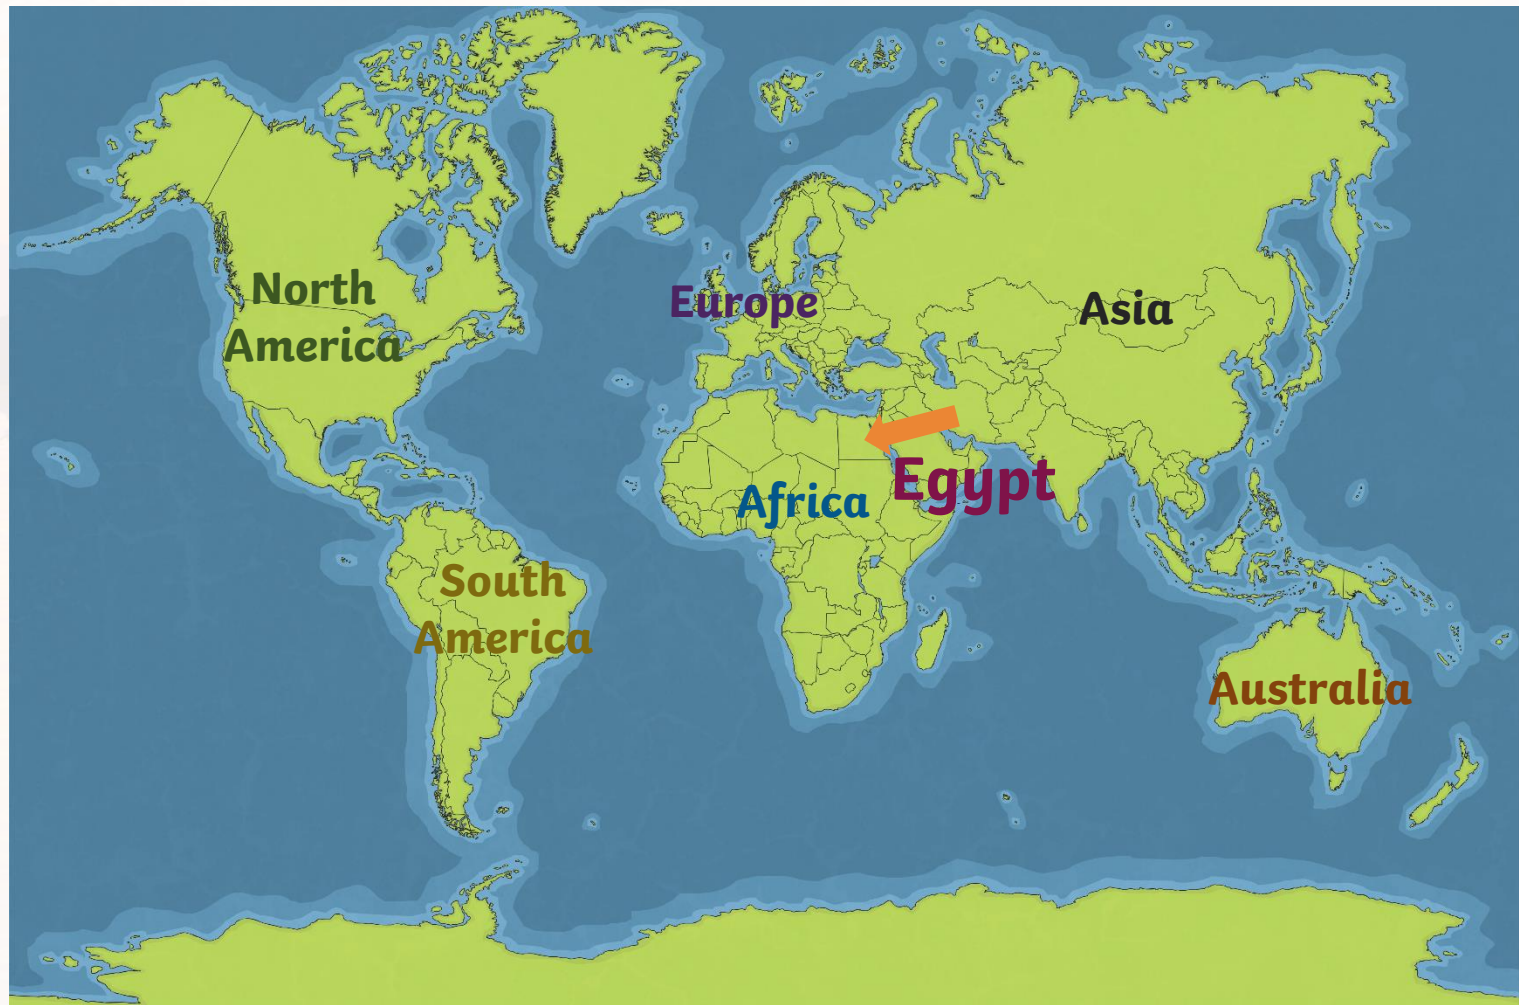 North
America
Europe
Asia
Egypt
Africa
South
America
Australia